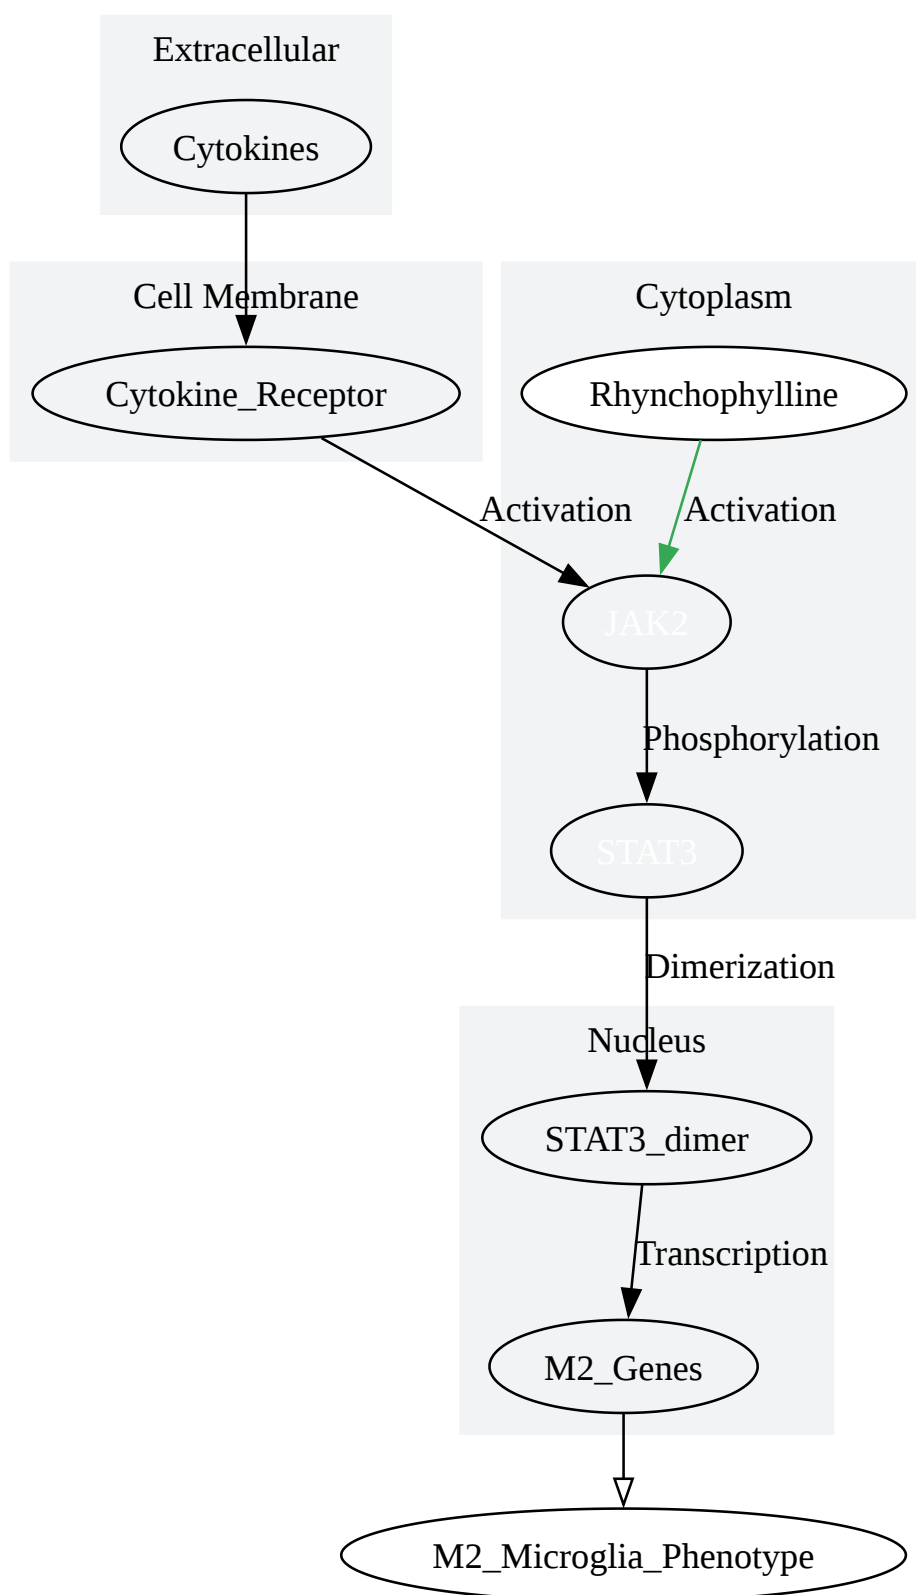 Extracellular
Cytokines
Cell Membrane
Cytoplasm
Cytokine_Receptor
Rhynchophylline
Activation
Activation
JAK2
Phosphorylation
STAT3
Dimerization
Nucleus
STAT3_dimer
Transcription
M2_Genes
M2_Microglia_Phenotype